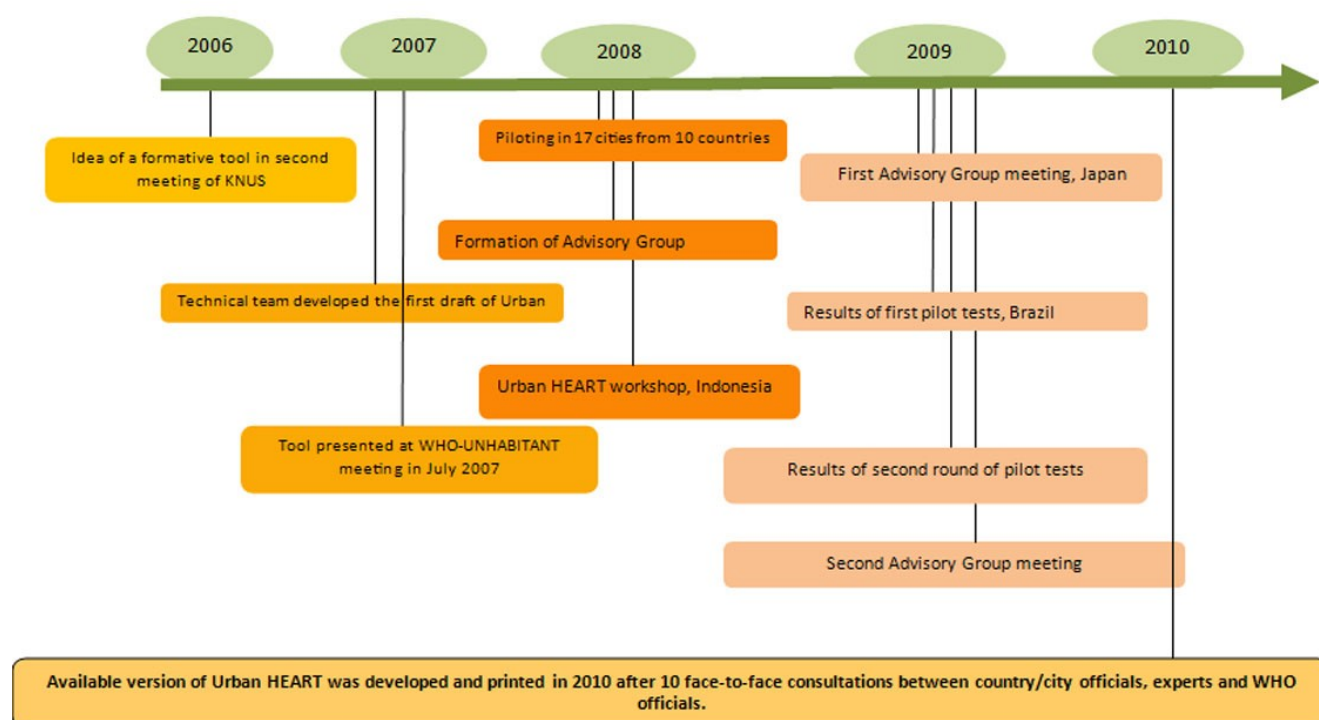 2006
2007
2008
2009
2010
Idea of a formative tool in second
meeting of KNUS
Piloting in 17 cities from 10 countries
First Advisory Group meeting, Japan
Formation of Advisory Group
Technical team developed the first draft of Urban
Results of first pilot tests, Brazil
Urban HEART workshop, Indonesia
Tool presented at WHO-UNHABITANT
meeting in July 2007
Results of second round of pilot tests
Second Advisory Group meeting
Available version of Urban HEART was developed and printed in 2010 after 10 face-to-face consultations between country/city officials, experts and WHO
officials.